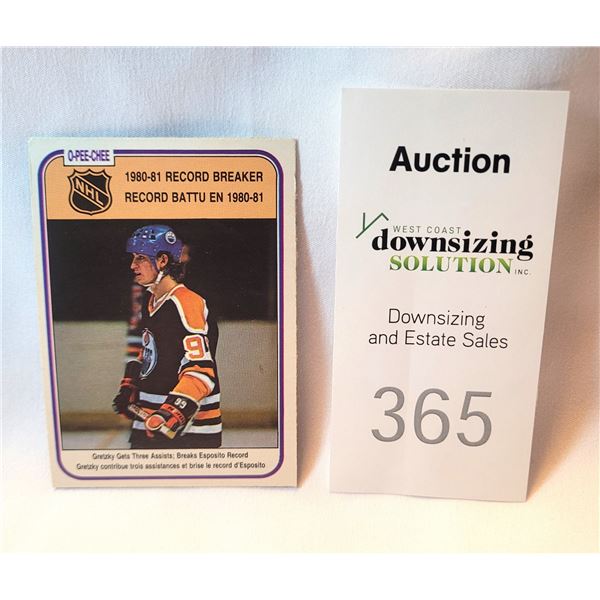 O-PEE-CHEE
NHL
1980-81 RECORD BREAKER
RECORD BATTU EN 1980-81
9
99
Gretzky Gets Three Assists; Breaks Esposito Record
Gretzky contribue trois assistances et brise le record d'Esposito
Auction
WEST COAST
downsizing
SOLUTION INC.
Downsizing
and Estate Sales
365